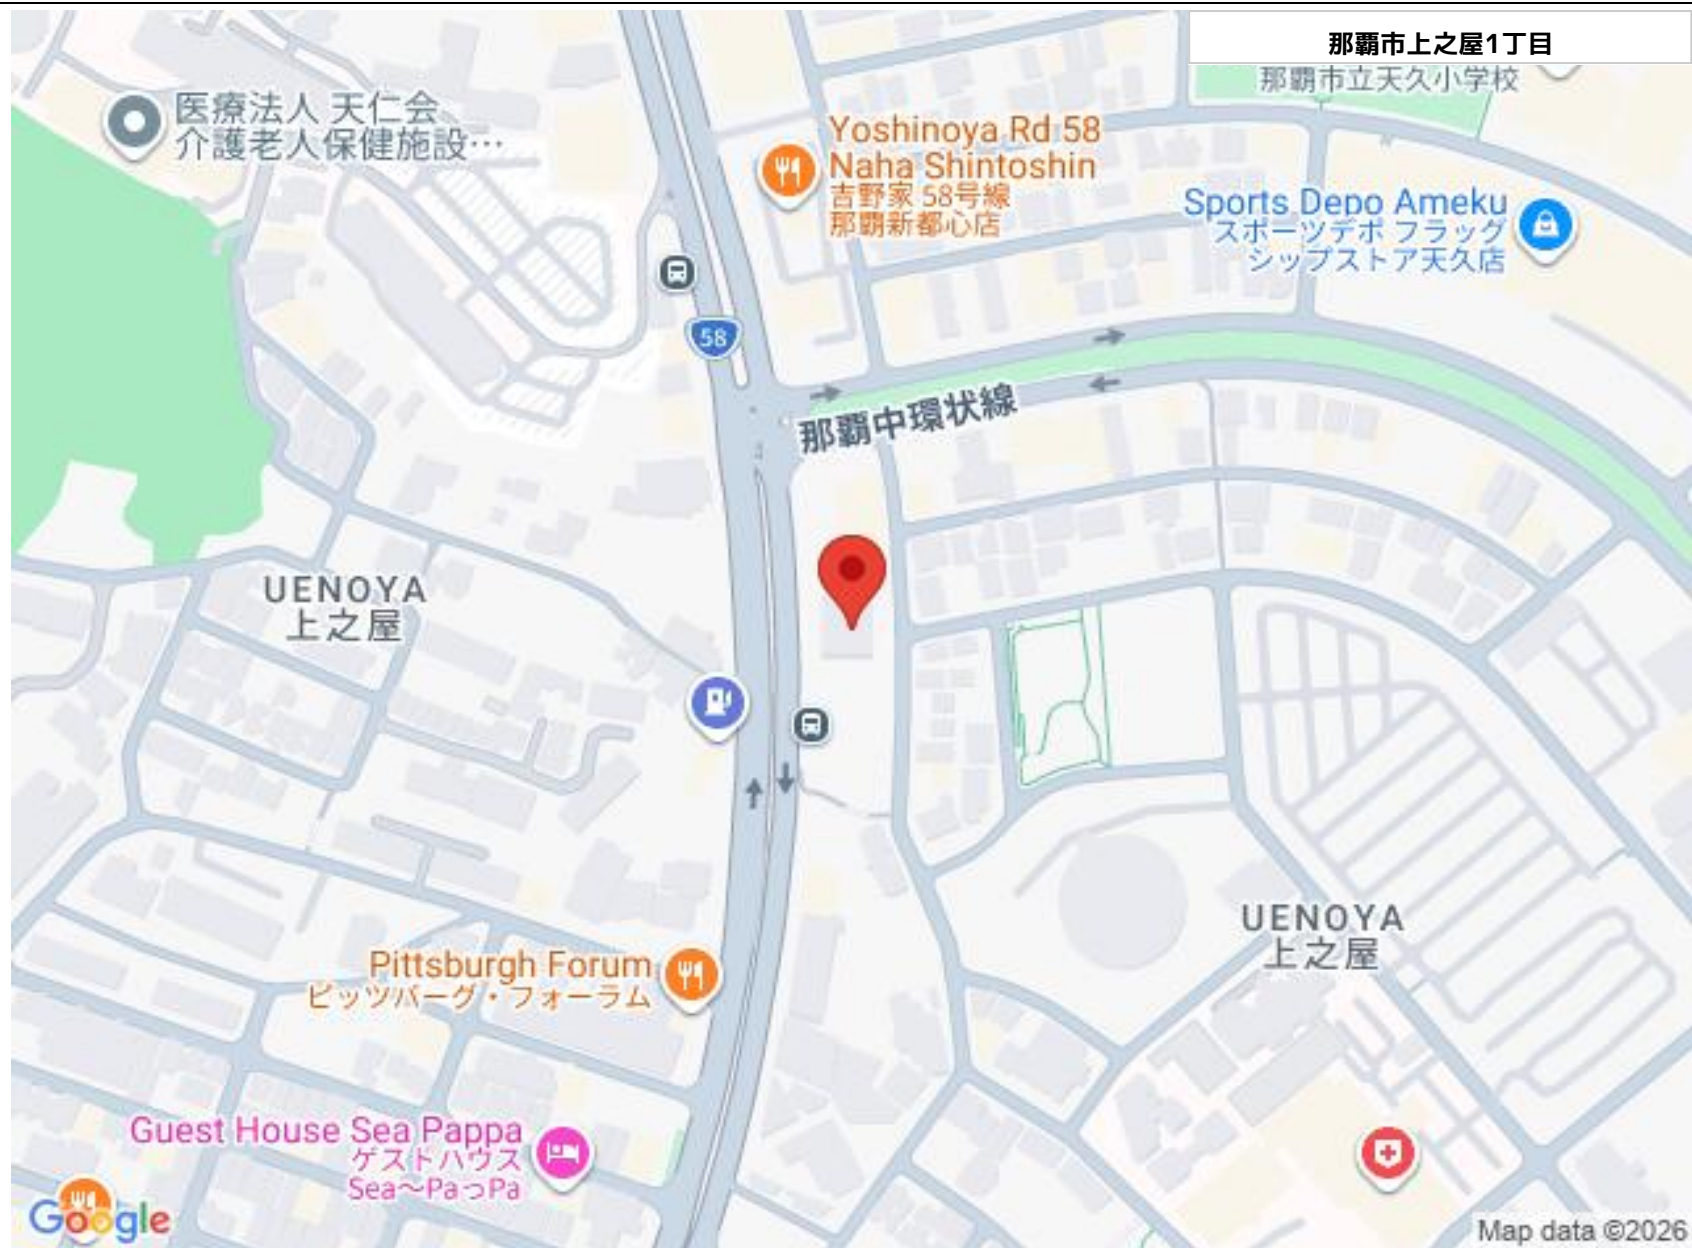 那覇市上之屋1丁目
那覇市立天久小学校
医療法人 天仁会
介護老人保健施設…
Yoshinoya Rd 58
Naha Shintoshin
吉野家 58号線
那覇新都心店
Sports Depo Ameku
スポーツデポ フラッグ
シップストア天久店
58
那覇中環状線
UENOYA
上之屋
UENOYA
上之屋
Pittsburgh Forum
ピッツバーグ・フォーラム
Guest House Sea Pappa
ゲストハウス
Sea～PaっPa
Google
Map data ©2026